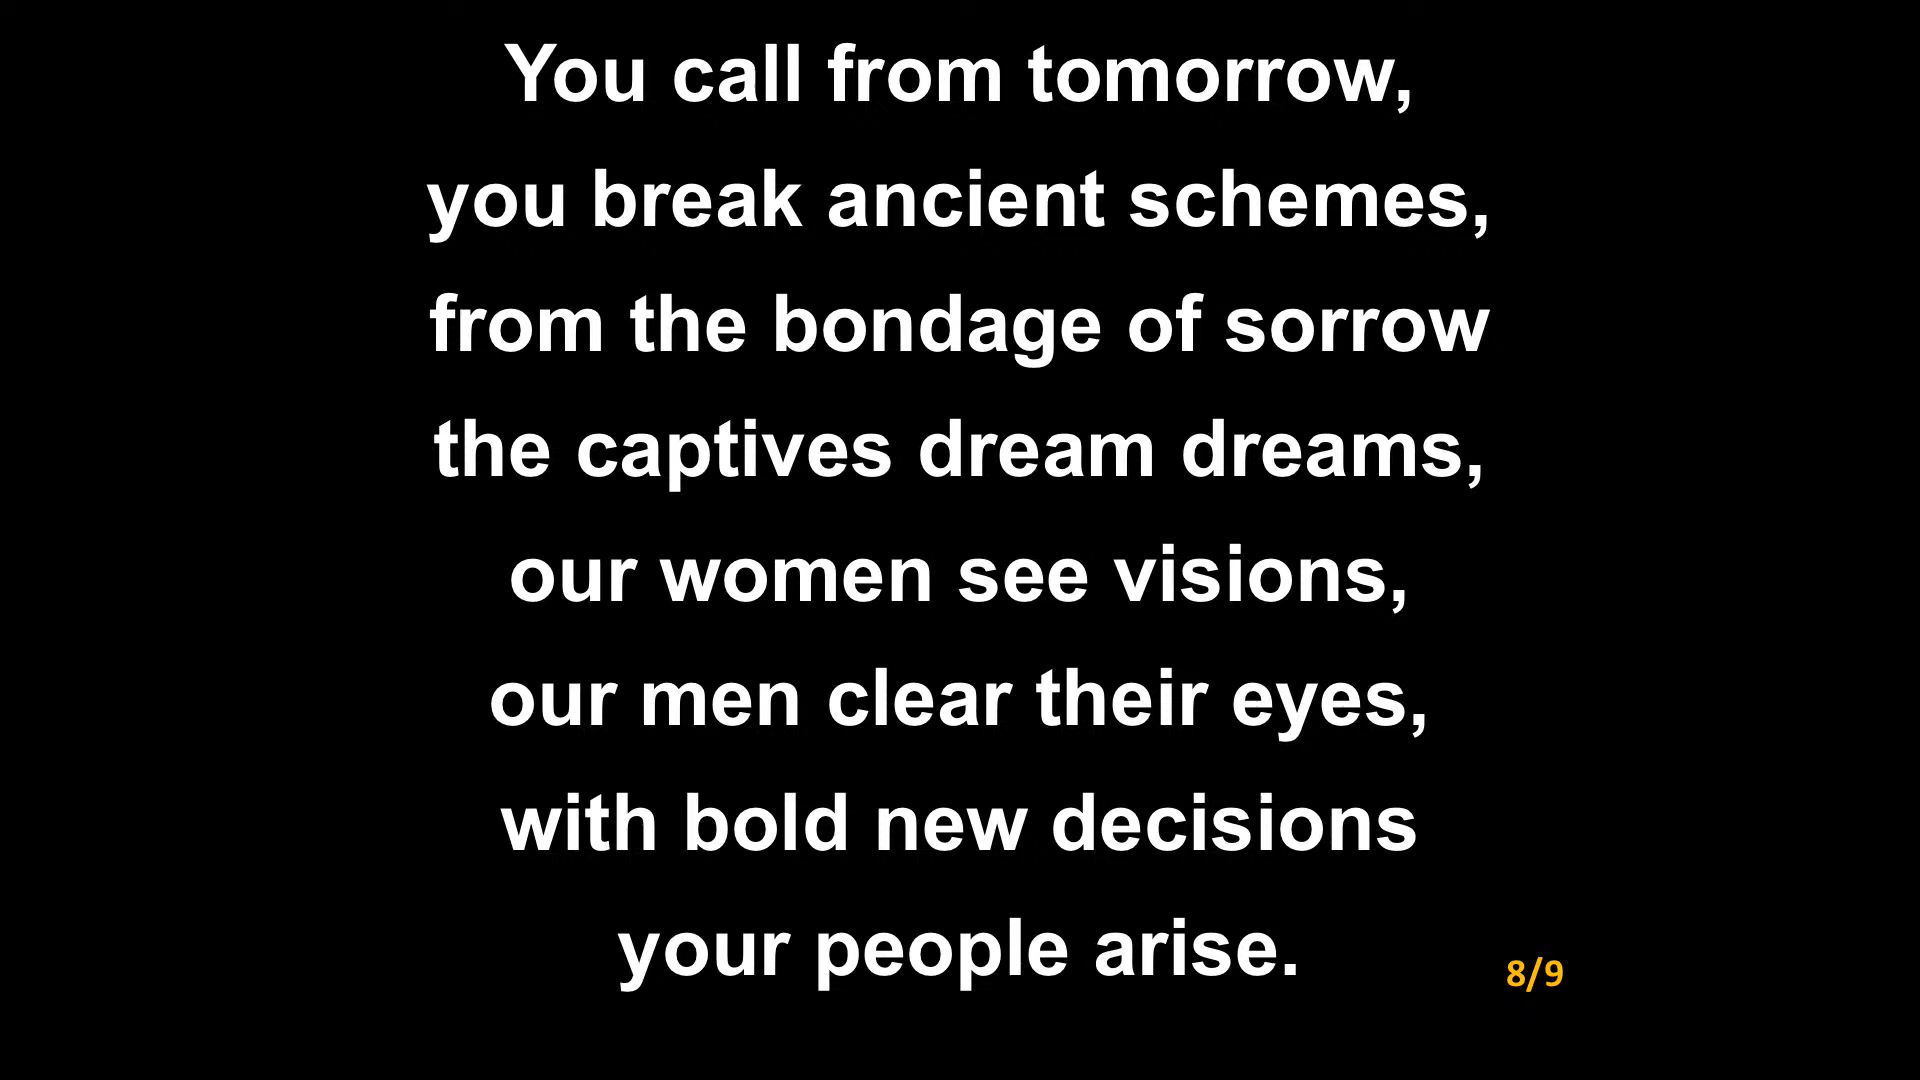 You call from tomorrow,
you break ancient schemes,
from the bondage of sorrow
the captives dream dreams,
our women see visions,
our men clear their eyes,
with bold new decisions
your people arise.
8/9